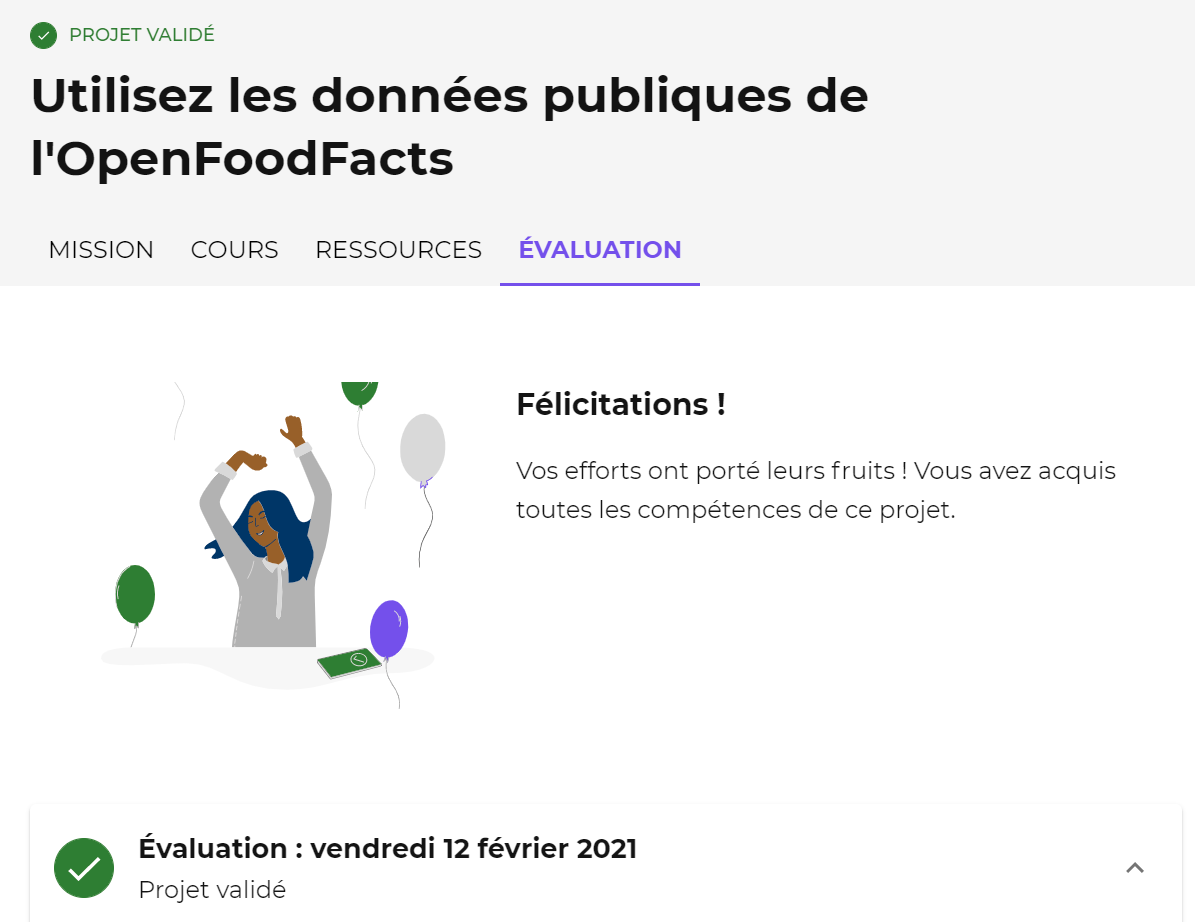 PROJET VALIDÉ
Utilisez les données publiques de
l'OpenFoodFacts
MISSION COURS RESSOURCES ÉVALUATION
Félicitations !
Vos efforts ont porté leurs fruits ! Vous avez acquis
toutes les compétences de ce projet.
Évaluation : vendredi 12 février 2021
Projet validé